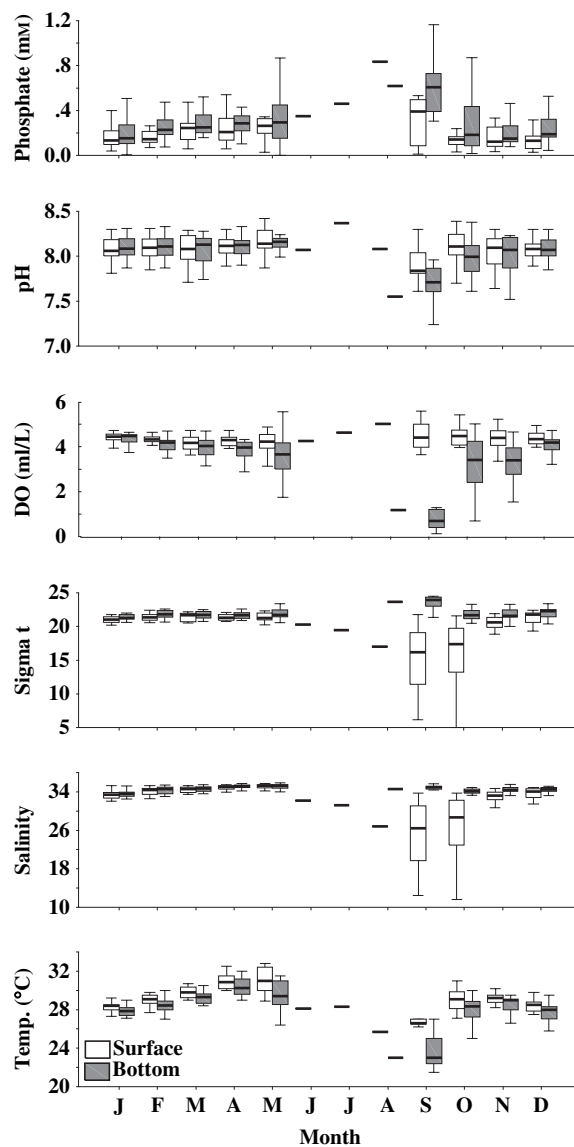 1.2
.8
.4
0.0
Phosphate (mM)
8.5
8.0
7.5
7.0
pH
6
4
2
0
DO (ml/L)
25
20
15
10
5
Sigma t
34
26
18
10
Salinity
32
28
24
20
Temp. (°C)
Surface
Bottom
J F M A M J J A S O N D
Month